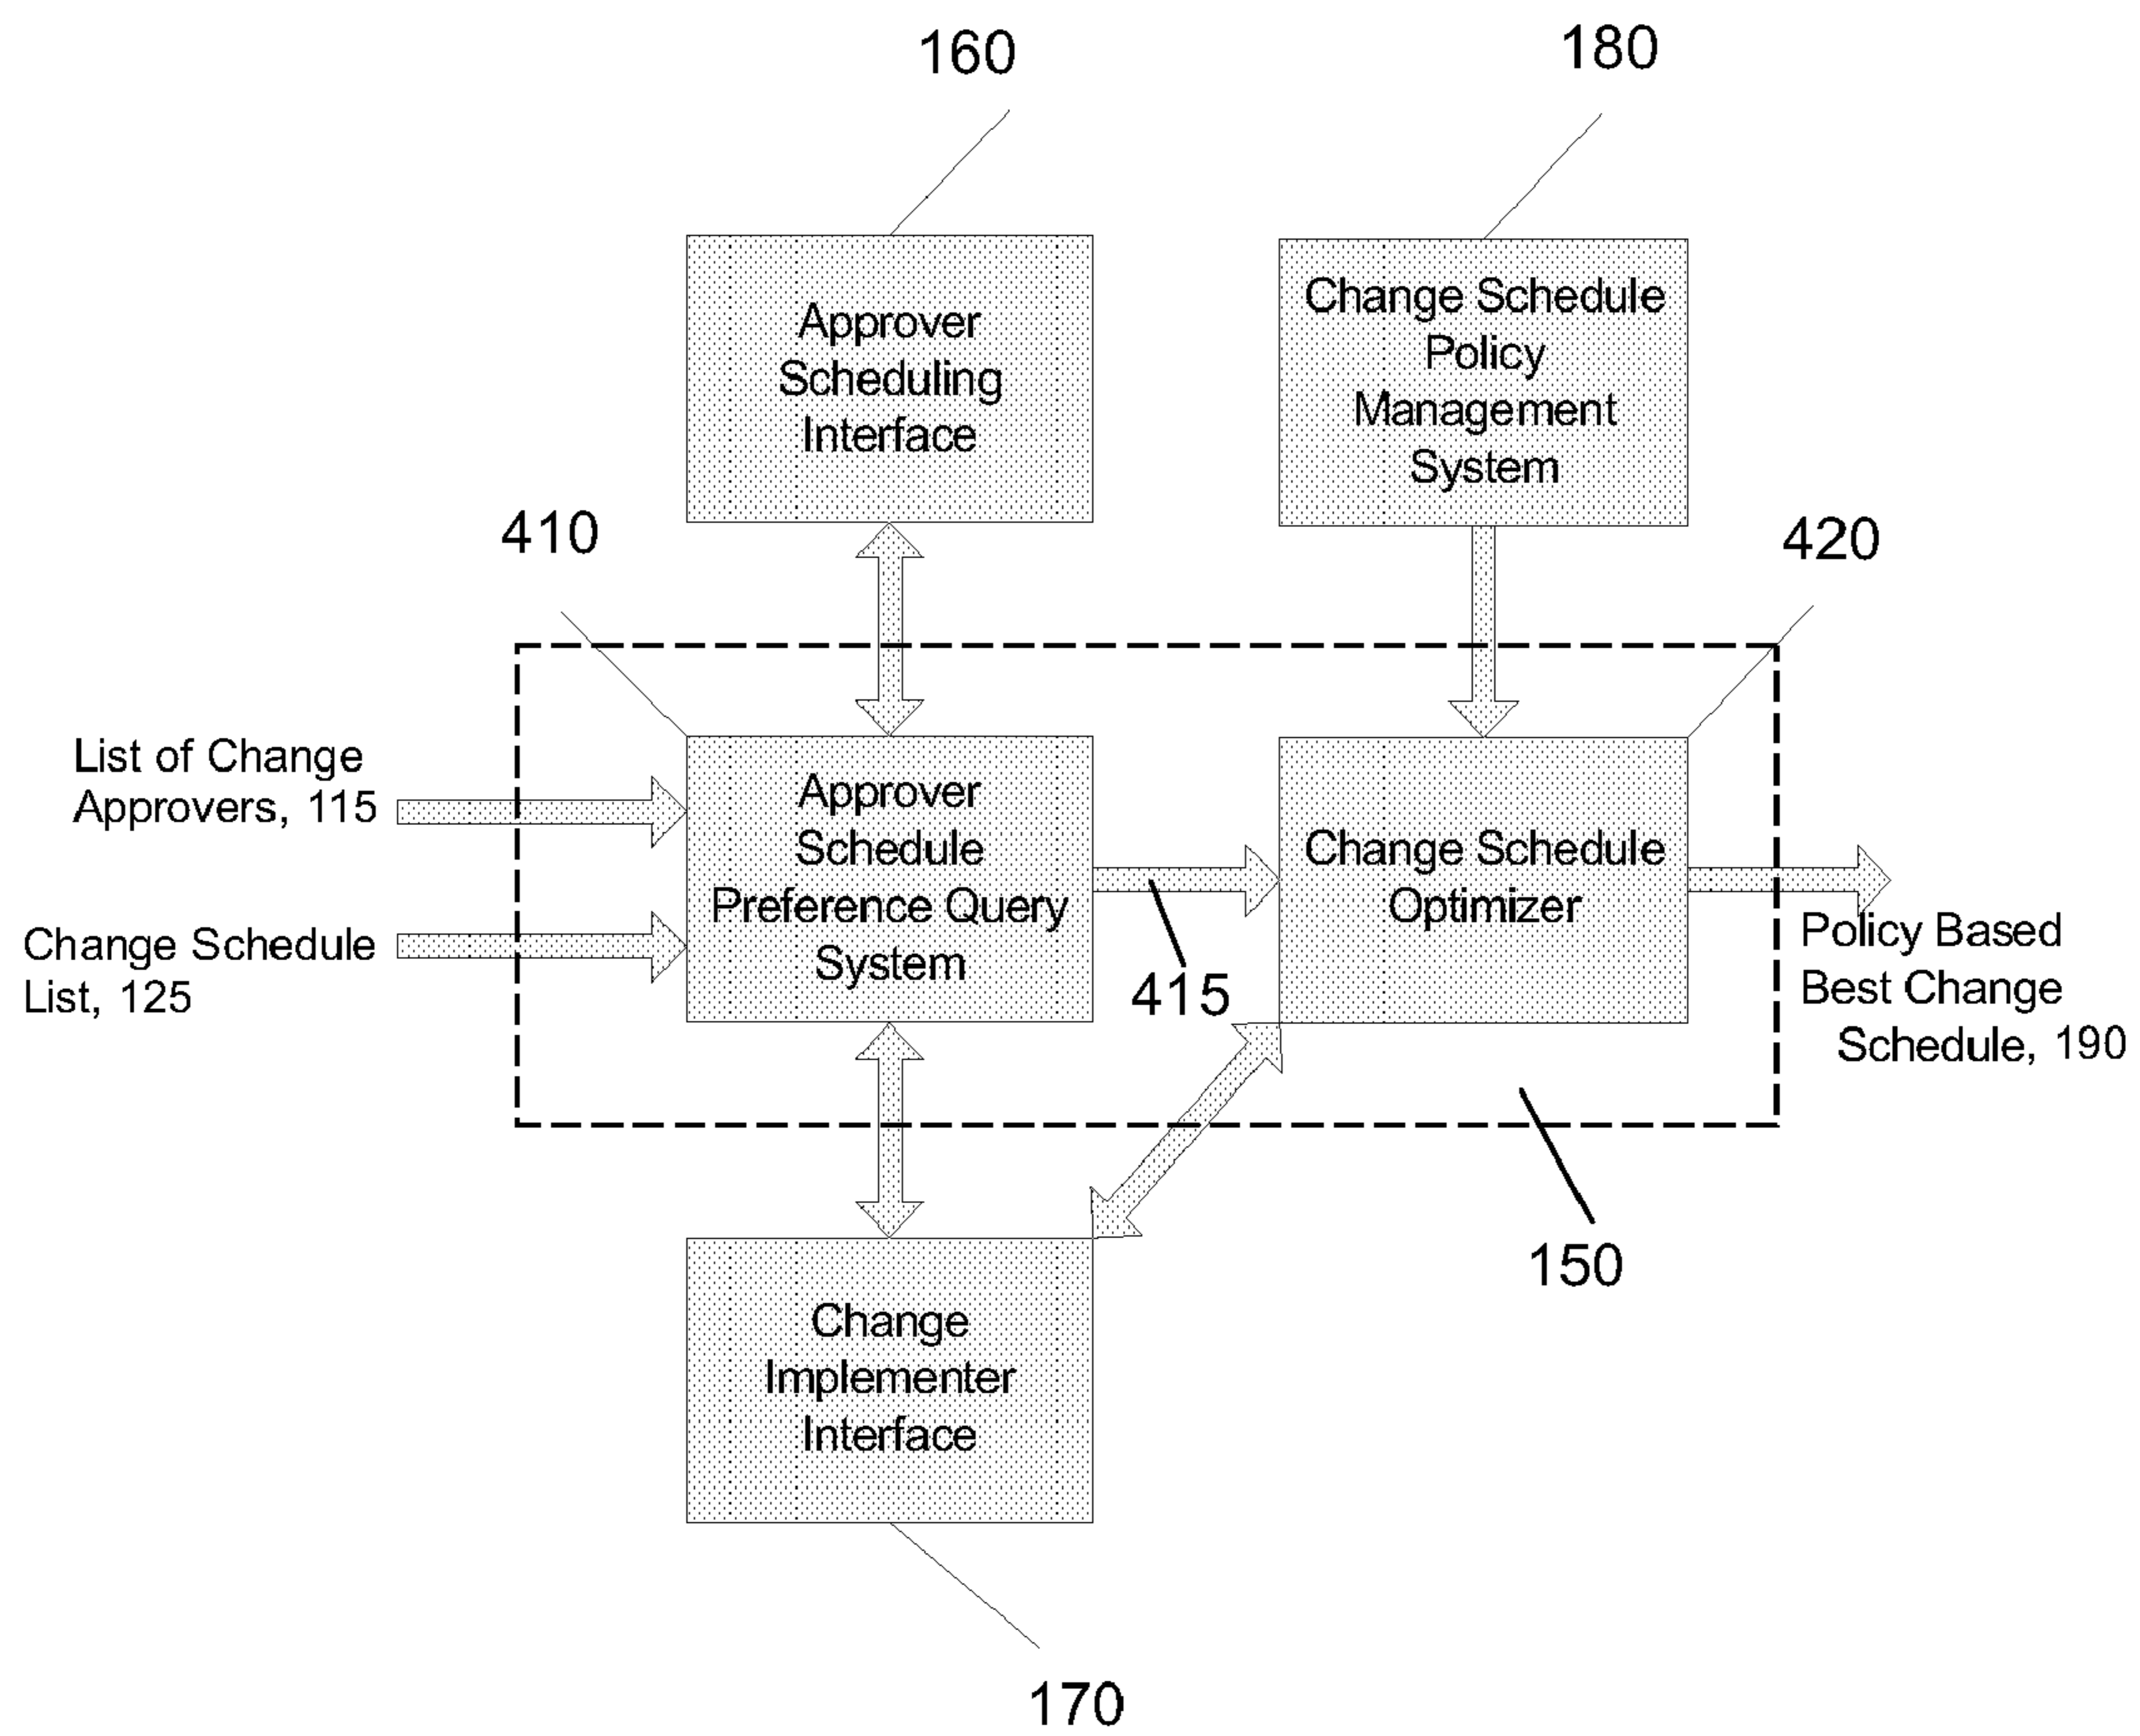 160
180
Approver
Scheduling
Interface
Change Schedule
Policy
Management
System
410
420
List of Change
Approvers, 115
Change Schedule
List, 125
Approver
Schedule
Preference Query
System
415
Change Schedule
Optimizer
Policy Based
Best Change
Schedule, 190
150
Change
Implementer
Interface
170